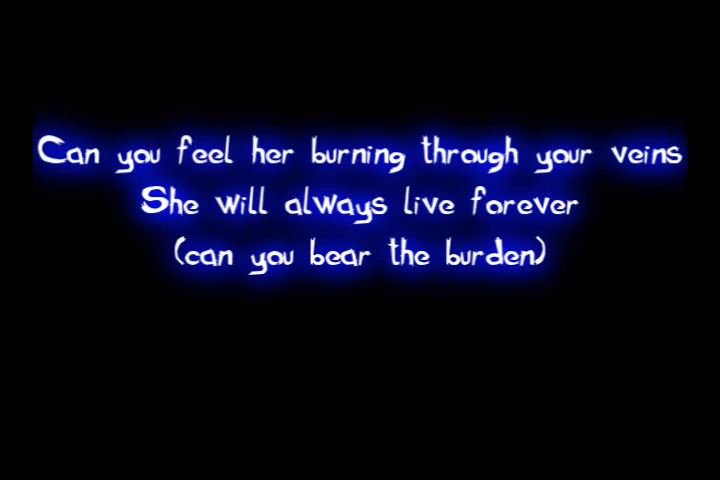 Can you feel her burning through your veins
She will always live forever
(can you bear the burden)